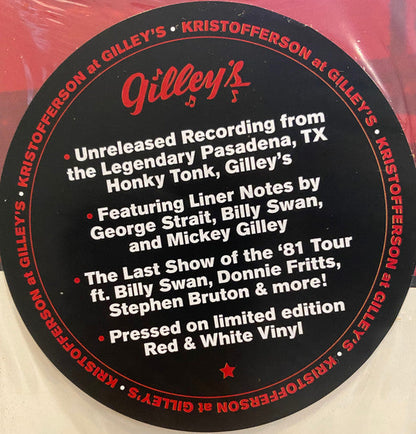 KRISTOFFERSON at GILLEY'S • KRISTOFFERSON at GILLEY'S • KRISTOFFERSON at GILLEY'S • KRISTOFFERSON at GILLEY'S •
Gilley's
• Unreleased Recording from
the Legendary Pasadena, TX
Honky Tonk, Gilley's
• Featuring Liner Notes by
George Strait, Billy Swan,
and Mickey Gilley
• The Last Show of the '81 Tour
ft. Billy Swan, Donnie Fritts,
Stephen Bruton & more!
• Pressed on limited edition
Red & White Vinyl